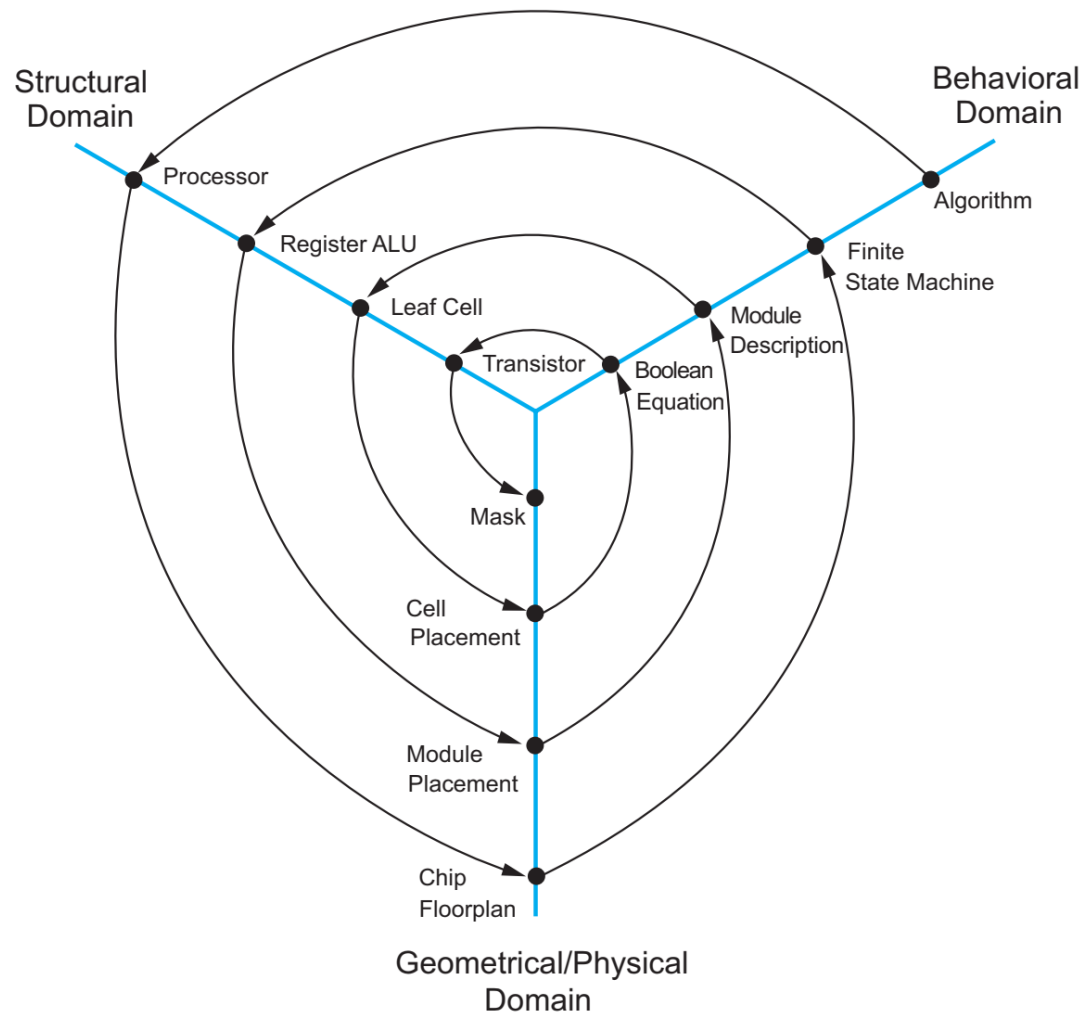 Structural
Domain
Behavioral
Domain
Processor
Algorithm
Register ALU
Finite
State Machine
Leaf Cell
Module
Description
Transistor
Boolean
Equation
Mask
Cell
Placement
Module
Placement
Chip
Floorplan
Geometrical/Physical
Domain